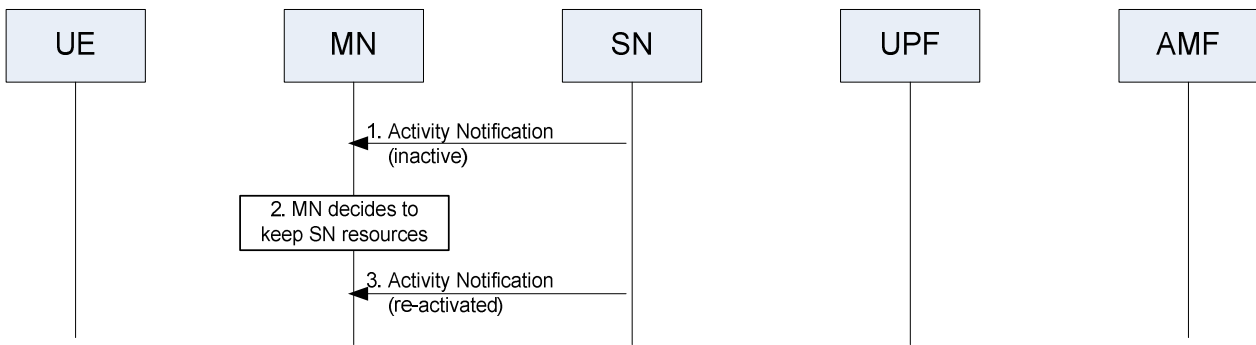 UE
MN
SN
UPF
AMF
1. Activity Notification
(inactive)
2. MN decides to
keep SN resources
3. Activity Notification
(re-activated)